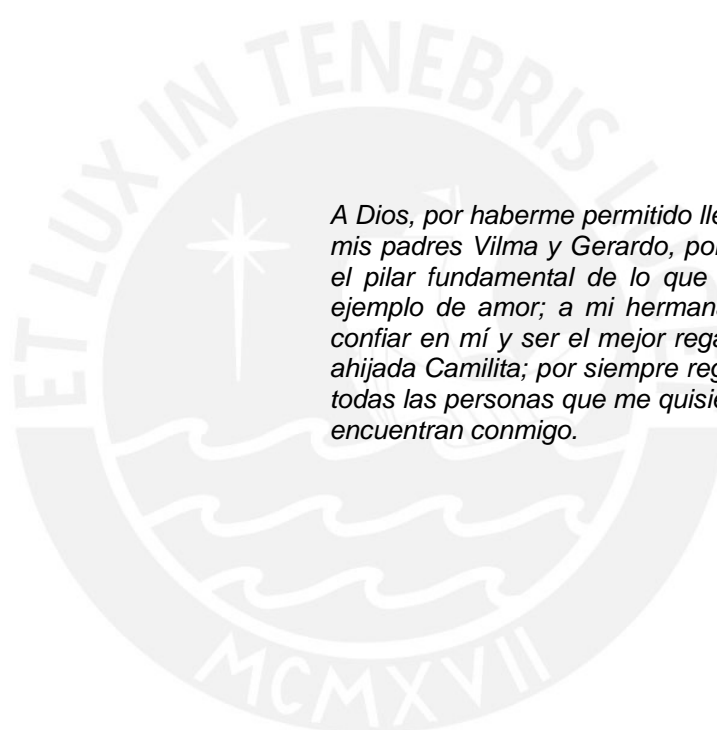 ET LUX IN TENEBRIS LU
A Dios, por haberme permitido lle
mis padres Vilma y Gerardo, por
el pilar fundamental de lo que
ejemplo de amor; a mi herman
confiar en mí y ser el mejor rega
ahijada Camilita; por siempre reg
todas las personas que me quisie
encuentran conmigo.
MCMXVII